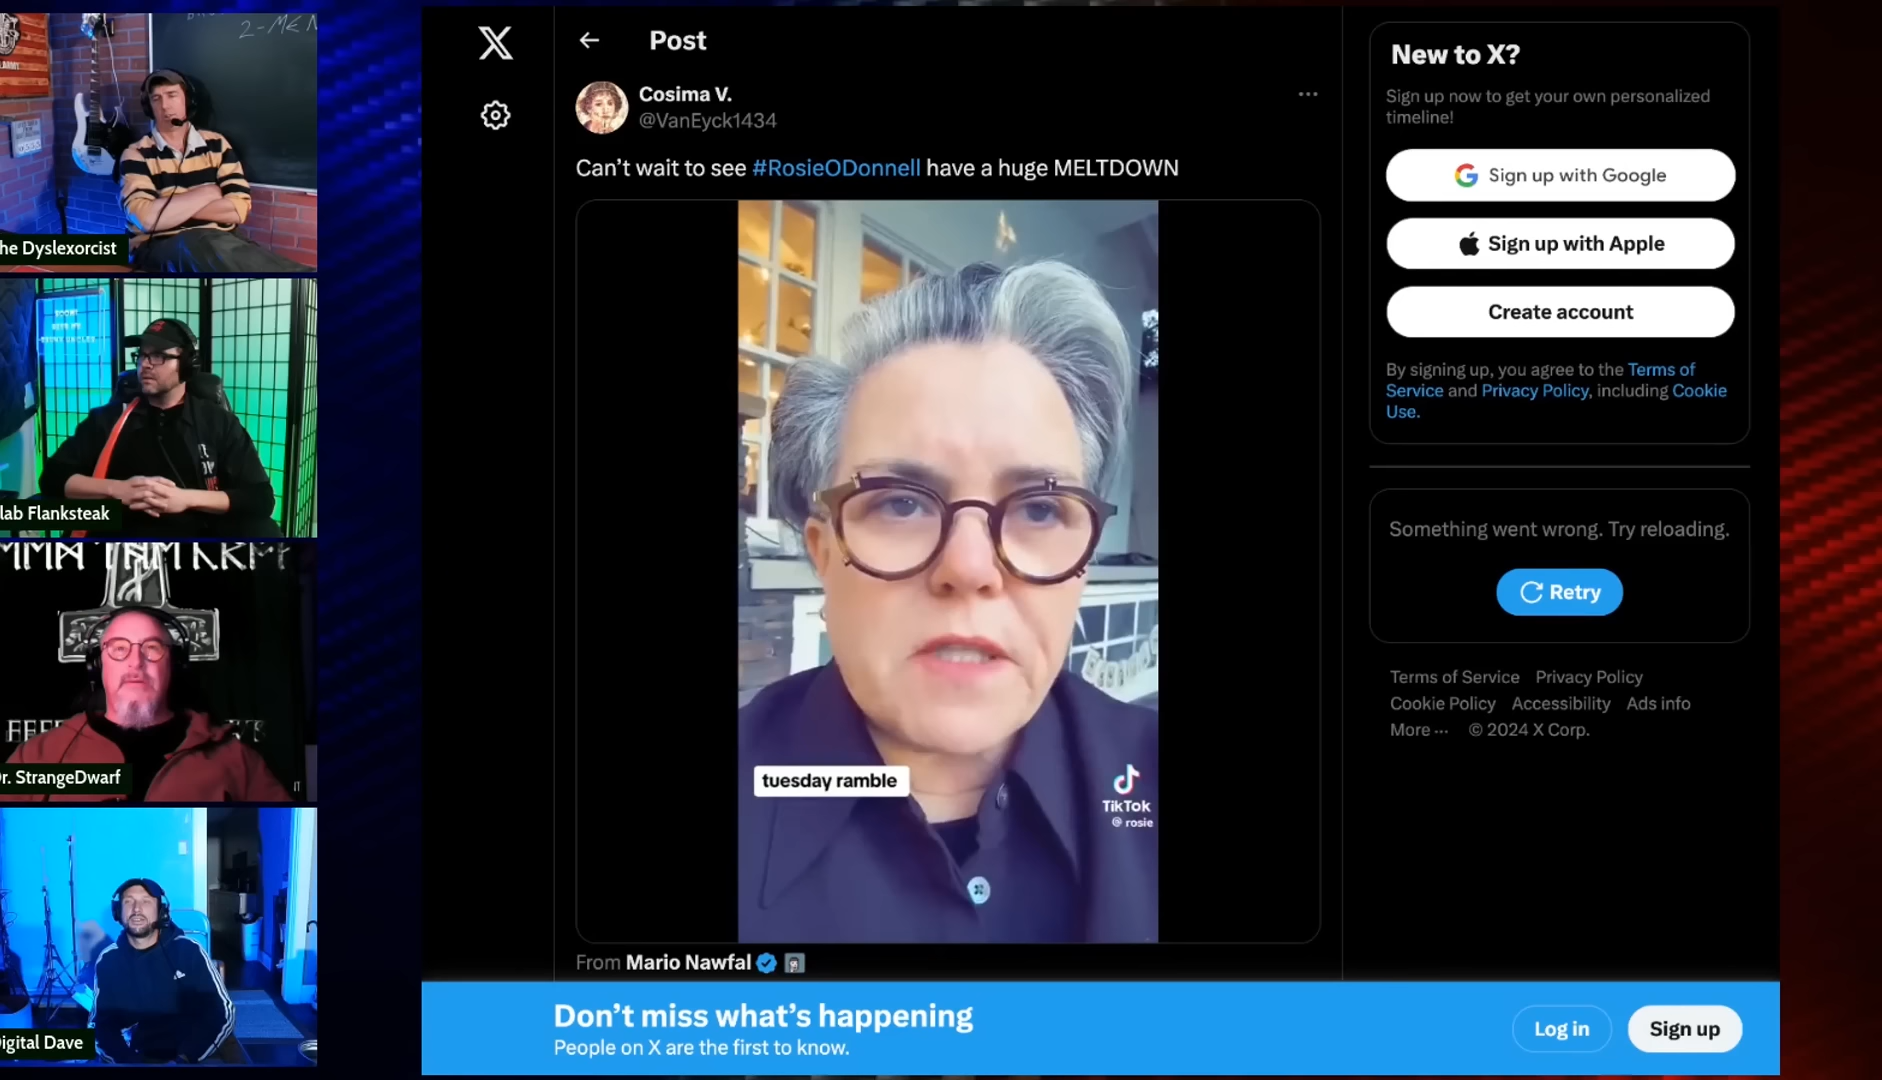 2-MEN
he Dyslexorcist
lab Flanksteak
r. StrangeDwarf
igital Dave
Post
Cosima V.
@VanEyck1434
Can't wait to see #RosieODonnell have a huge MELTDOWN
tuesday ramble
TikTok
@ rosie
From Mario Nawfal
New to X?
Sign up now to get your own personalized
timeline!
Sign up with Google
Sign up with Apple
Create account
By signing up, you agree to the Terms of
Service and Privacy Policy, including Cookie
Use.
Something went wrong. Try reloading.
Retry
Terms of Service Privacy Policy
Cookie Policy Accessibility Ads info
More ... © 2024 X Corp.
Don't miss what's happening
People on X are the first to know.
Log in
Sign up